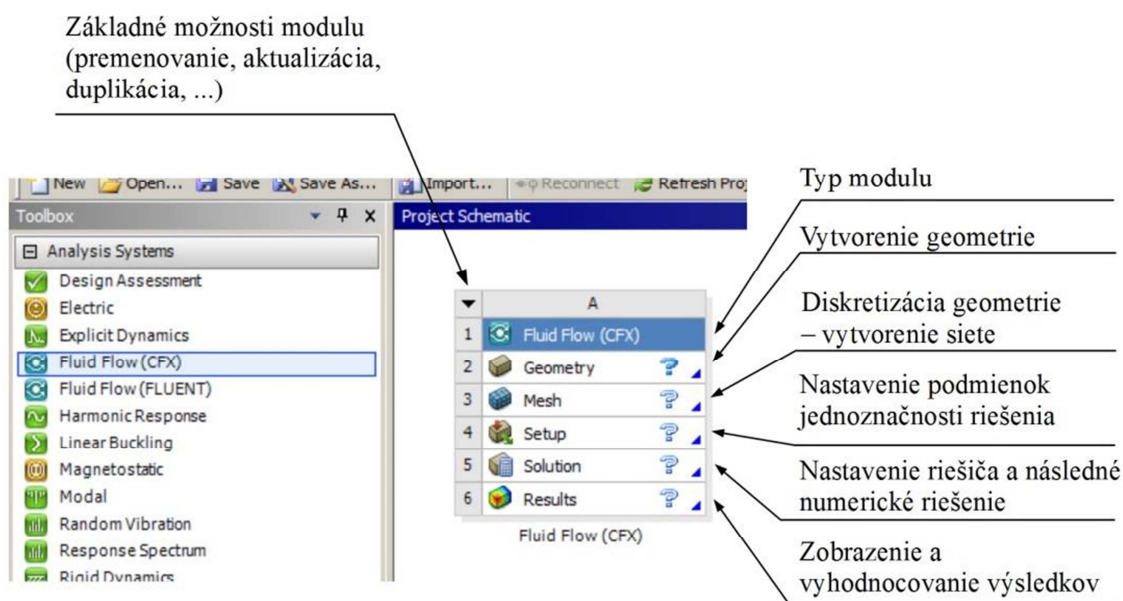 Základné možnosti modulu
(premenovanie, aktualizácia,
duplikácia, ...)
New Open... Save Save As... Import... Reconnect Refresh Proj
Toolbox
Project Schematic
Analysis Systems
Design Assessment
Electric
Explicit Dynamics
Fluid Flow (CFX)
Fluid Flow (FLUENT)
Harmonic Response
Linear Buckling
Magnetostatic
Modal
Random Vibration
Response Spectrum
Rigid Dynamics
A
1 Fluid Flow (CFX)
2 Geometry ?
3 Mesh ?
4 Setup ?
5 Solution ?
6 Results ?
Fluid Flow (CFX)
Typ modulu
Vytvorenie geometrie
Diskretizácia geometrie
– vytvorenie siete
Nastavenie podmienok
jednoznačnosti riešenia
Nastavenie riešiča a následné
numerické riešenie
Zobrazenie a
vyhodnocovanie výsledkov